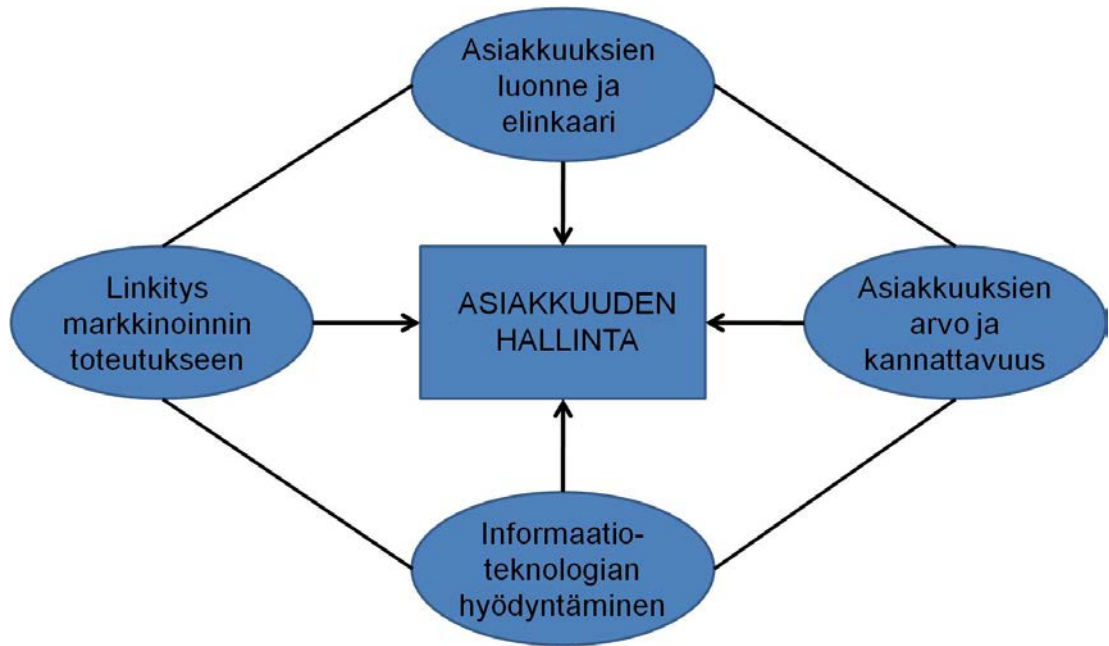 Asiakkuuksien
luonne ja
elinkaari
Linkitys
markkinoinnin
toteutukseen
ASIAKKUUDEN
HALLINTA
Asiakkuuksien
arvo ja
kannattavuus
Informaatio-
teknologian
hyödyntäminen